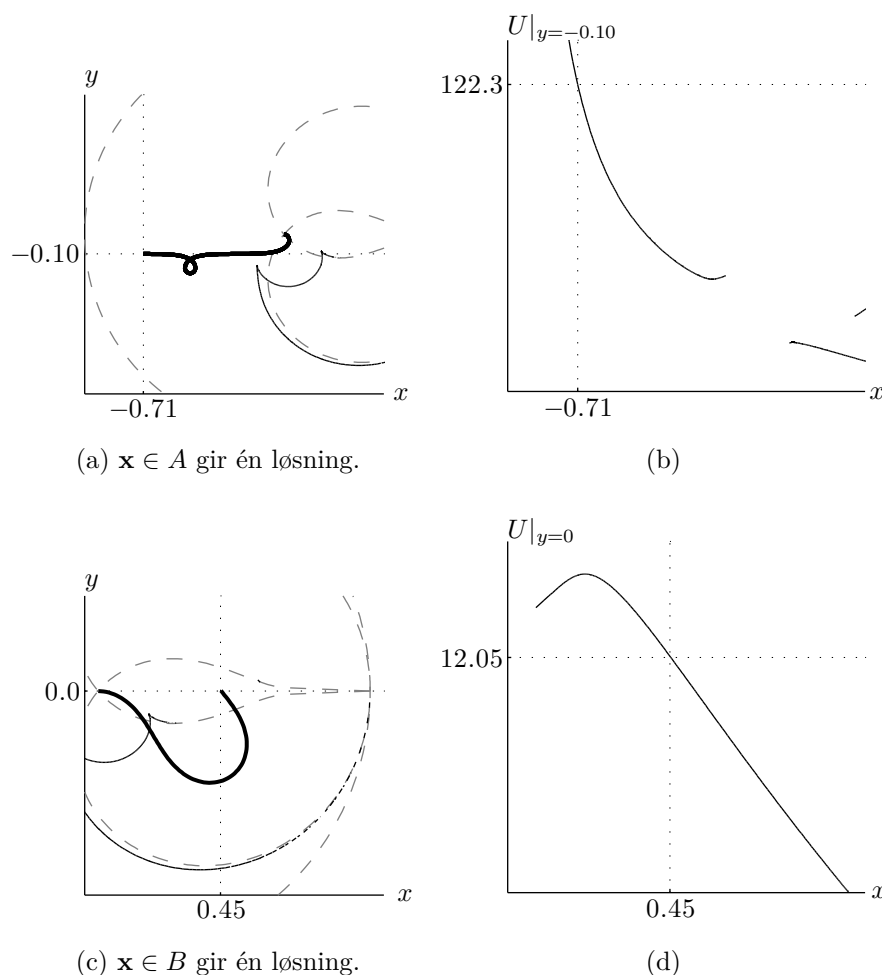 y
−0.10
−0.71
x
(a) x ∈ A gir én løsning.
U|y=−0.10
122.3
−0.71
x
(b)
y
0.0
0.45
x
(c) x ∈ B gir én løsning.
U|y=0
12.05
0.45
x
(d)